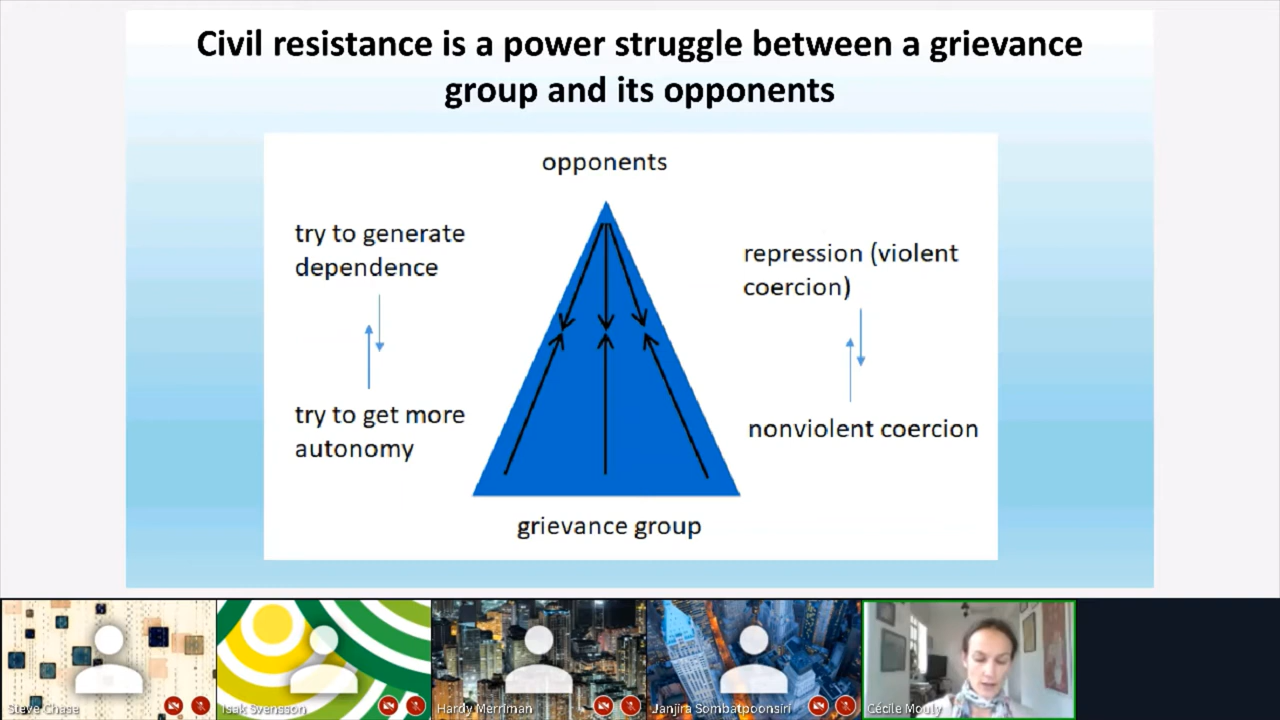 Civil resistance is a power struggle between a grievance
group and its opponents
opponents
try to generate
dependence
repression (violent
coercion)
try to get more
autonomy
nonviolent coercion
grievance group
Steve Chase
Isak Svensson
Hardy Merriman
Janjira Sombatpoonsiri
Cécile Mouly